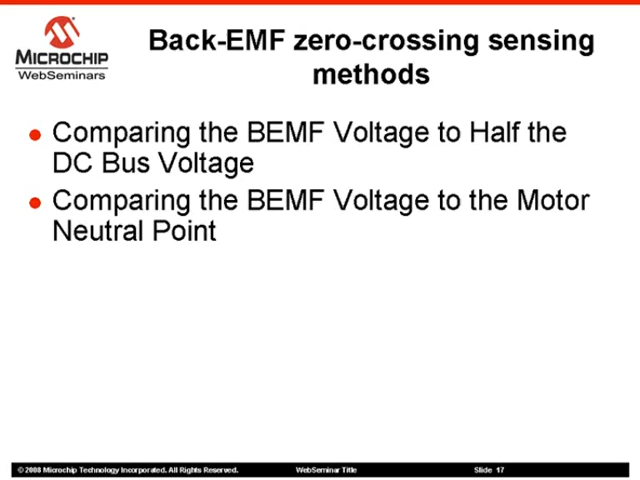 Back-EMF zero-crossing sensing
methods
MICROCHIP
WebSeminars
Comparing the BEMF Voltage to Half the
DC Bus Voltage
Comparing the BEMF Voltage to the Motor
Neutral Point
© 2008 Microchip Technology Incorporated. All Rights Reserved. WebSeminar Title Slide 17